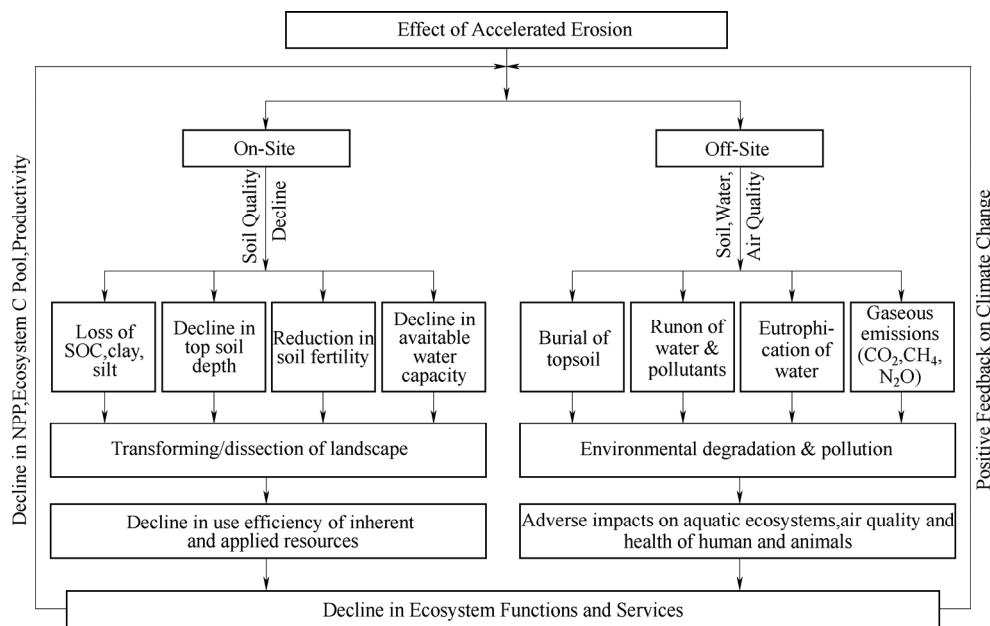 Effect of Accelerated Erosion
On-Site
Off-Site
Soil Quality
Decline
Soil,Water,
Air Quality
Loss of
SOC,clay,
silt
Decline in
top soil
depth
Reduction in
soil fertility
Decline in
available
water
capacity
Burial of
topsoil
Runon of
water &
pollutants
Eutrophi-
cation of
water
Gaseous
emissions
(CO₂,CH₄,
N₂O)
Transforming/dissection of landscape
Environmental degradation & pollution
Decline in use efficiency of inherent
and applied resources
Adverse impacts on aquatic ecosystems,air quality and
health of human and animals
Decline in Ecosystem Functions and Services
Decline in NPP,Ecosystem C Pool,Productivity
Positive Feedback on Climate Change